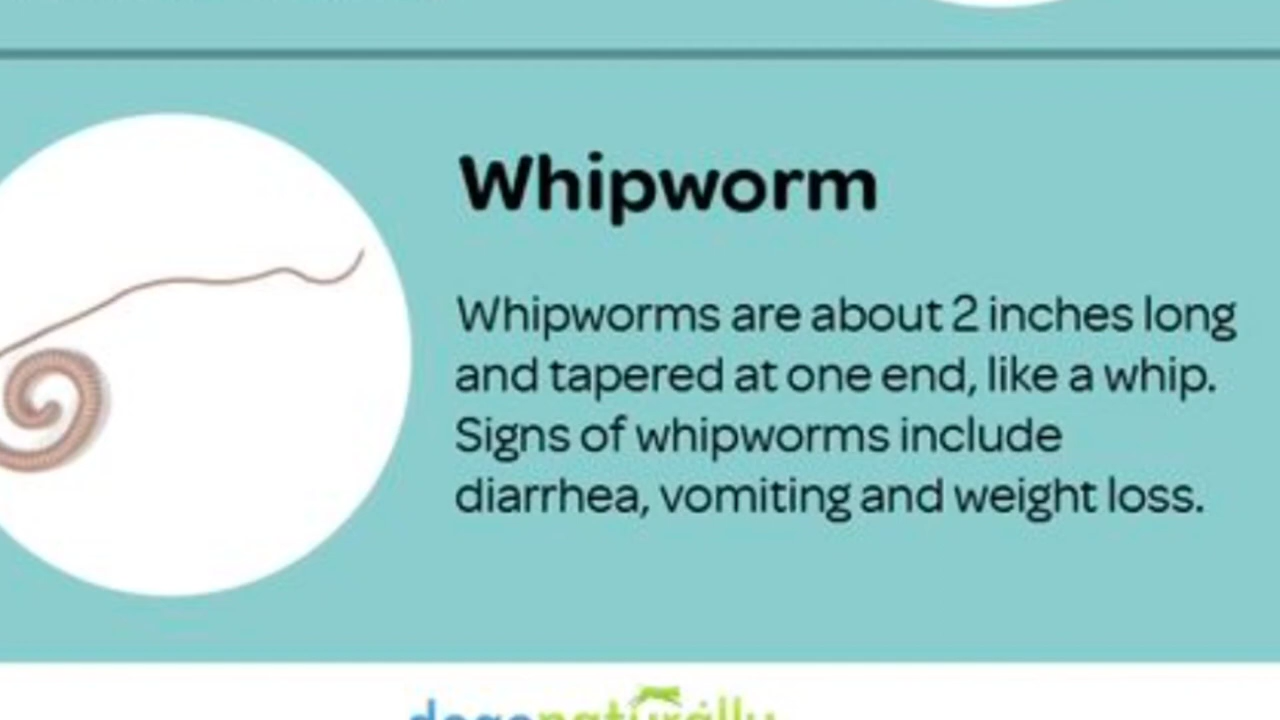 Whipworm
Whipworms are about 2 inches long
and tapered at one end, like a whip.
Signs of whipworms include
diarrhea, vomiting and weight loss.
dogsnaturally